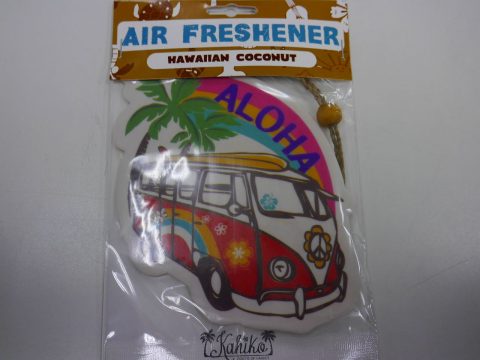 AIR FRESHENER
HAWAIIAN COCONUT
ALOHA
Kahiko